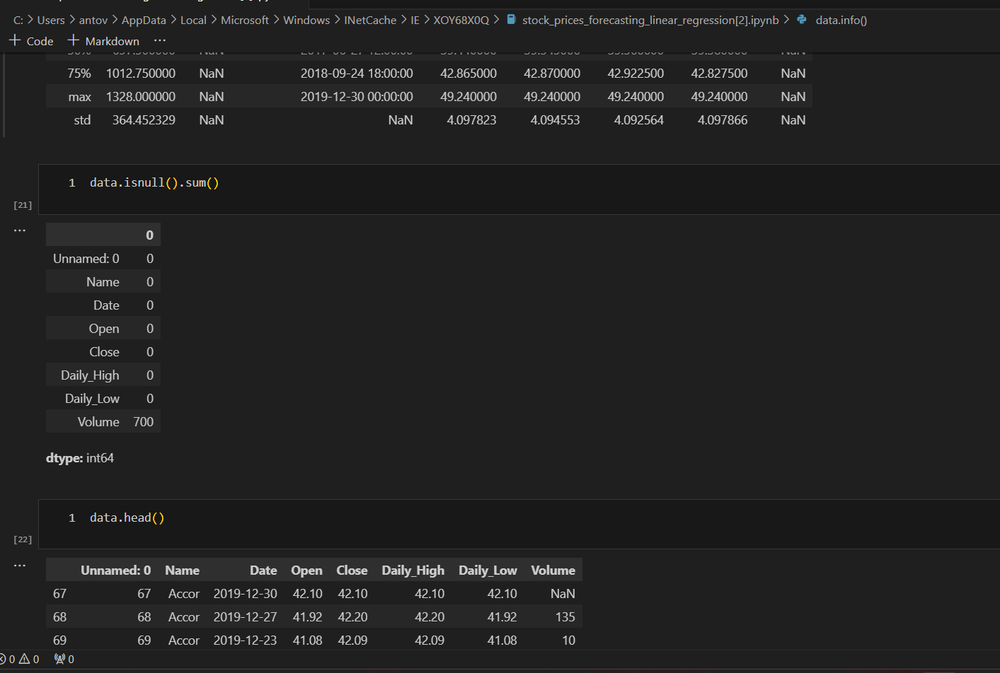 C: > Users > antov > AppData > Local > Microsoft > Windows > INetCache > IE > XOY68X0Q > stock_prices_forecasting_linear_regression[2].ipynb > data.info()
+ Code + Markdown ...
75% 1012.750000 NaN 2018-09-24 18:00:00 42.865000 42.870000 42.922500 42.827500 NaN
max 1328.000000 NaN 2019-12-30 00:00:00 49.240000 49.240000 49.240000 49.240000 NaN
std 364.452329 NaN NaN 4.097823 4.094553 4.092564 4.097866 NaN
1 data.isnull().sum()
[21]
...
0
Unnamed: 0 0
Name 0
Date 0
Open 0
Close 0
Daily_High 0
Daily_Low 0
Volume 700
dtype: int64
1 data.head()
[22]
...
Unnamed: 0 Name Date Open Close Daily_High Daily_Low Volume
67 67 Accor 2019-12-30 42.10 42.10 42.10 42.10 NaN
68 68 Accor 2019-12-27 41.92 42.20 42.20 41.92 135
69 69 Accor 2019-12-23 41.08 42.09 42.09 41.08 10
0 0 0